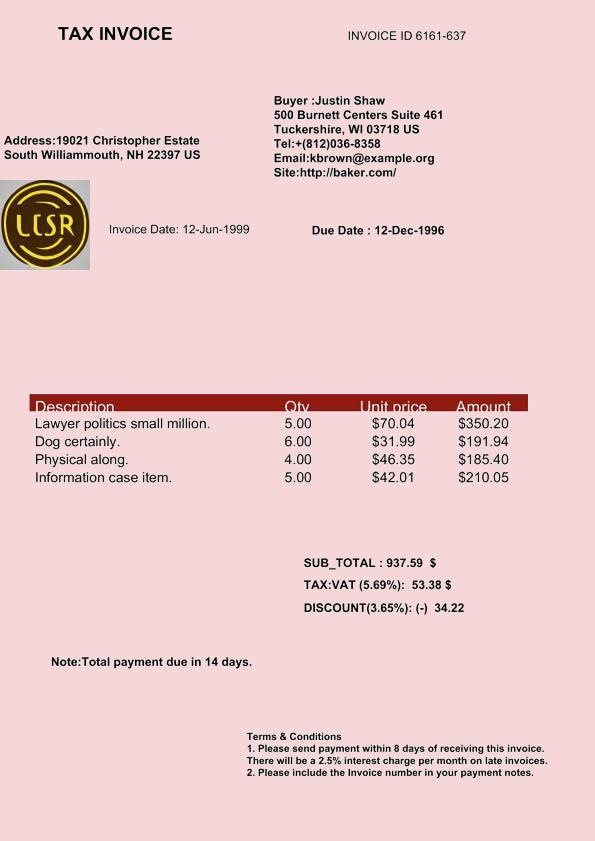 TAX INVOICE
INVOICE ID 6161-637
Buyer :Justin Shaw
500 Burnett Centers Suite 461
Tuckershire, WI 03718 US
Tel:+(812)036-8358
Email:kbrown@example.org
Site:http://baker.com/
Address:19021 Christopher Estate
South Williammouth, NH 22397 US
LCSR
Invoice Date: 12-Jun-1999
Due Date : 12-Dec-1996
Description Qty Unit price Amount
Lawyer politics small million. 5.00 $70.04 $350.20
Dog certainly. 6.00 $31.99 $191.94
Physical along. 4.00 $46.35 $185.40
Information case item. 5.00 $42.01 $210.05
SUB_TOTAL : 937.59 $
TAX:VAT (5.69%): 53.38 $
DISCOUNT(3.65%): (-) 34.22
Note:Total payment due in 14 days.
Terms & Conditions
1. Please send payment within 8 days of receiving this invoice.
There will be a 2.5% interest charge per month on late invoices.
2. Please include the Invoice number in your payment notes.